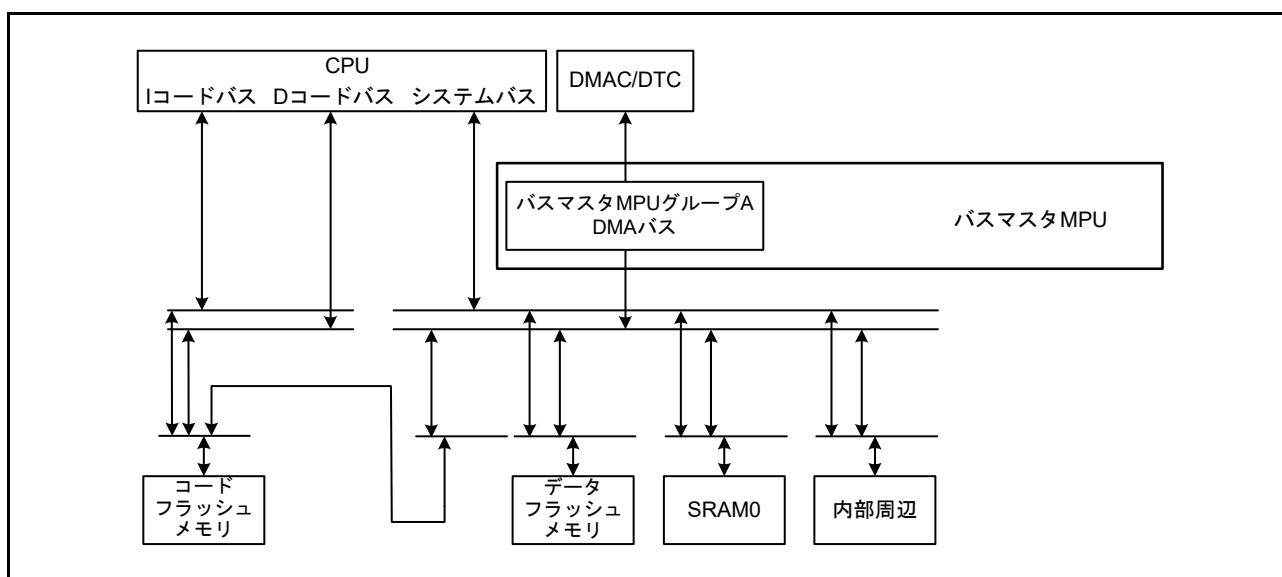 CPU
Iコードバス Dコードバス システムバス
DMAC/DTC
バスマスタMPUグループA
DMAバス
バスマスタMPU
コード
フラッシュ
メモリ
データ
フラッシュ
メモリ
SRAM0
内部周辺